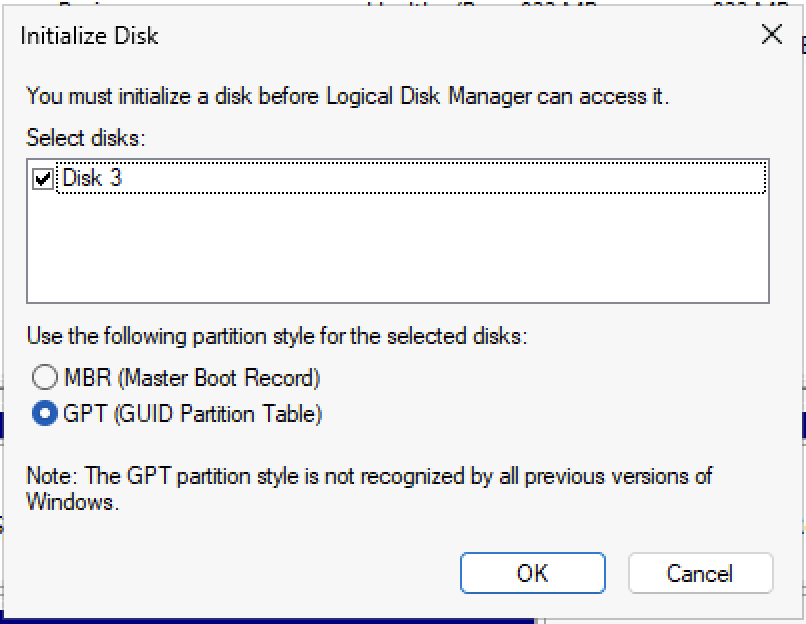 Initialize Disk
You must initialize a disk before Logical Disk Manager can access it.
Select disks:
Disk 3
Use the following partition style for the selected disks:
MBR (Master Boot Record)
GPT (GUID Partition Table)
Note: The GPT partition style is not recognized by all previous versions of
Windows.
OK
Cancel